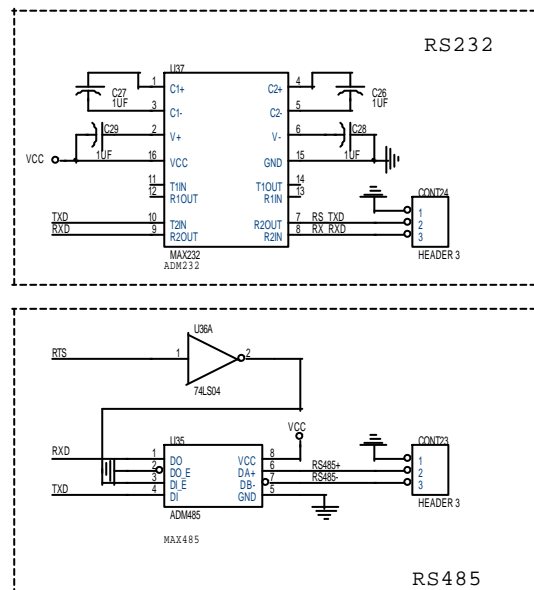 RS232
U37
1 C1+ C2+ 4
C27
1UF
C26
1UF
3 C1- C2- 5
C29
1UF
2 V+ V- 6
C28
1UF
VCC 16 VCC GND 15
11 T1IN T1OUT 14
12 R1OUT R1IN 13
CONT24
1
TXD 10 T2IN R2OUT 7 RS_TXD 2
RXD 9 R2OUT R2IN 8 RX_RXD 3
MAX232
ADM232
HEADER 3
U36A
RTS 1 2
74LS04
U35
VCC
CONT23
RXD 1 DO VCC 8 1
2 DO_E DA+ 6 RS485+ 2
3 DI_E DB- 7 RS485- 3
TXD 4 DI GND 5
ADM485
HEADER 3
MAX485
RS485